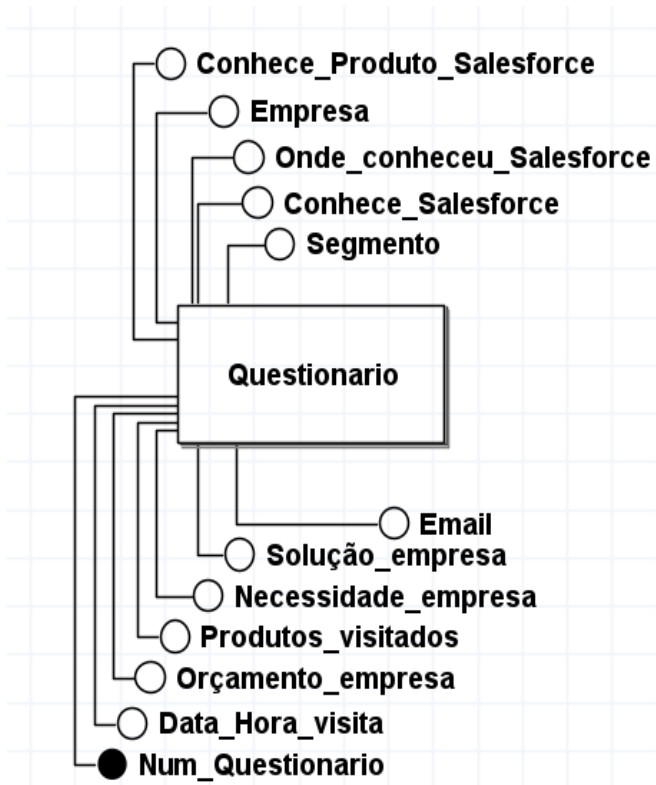 Conhece_Produto_Salesforce
Empresa
Onde_conheceu_Salesforce
Conhece_Salesforce
Segmento
Questionario
Email
Solução_empresa
Necessidade_empresa
Produtos_visitados
Orçamento_empresa
Data_Hora_visita
Num_Questionario